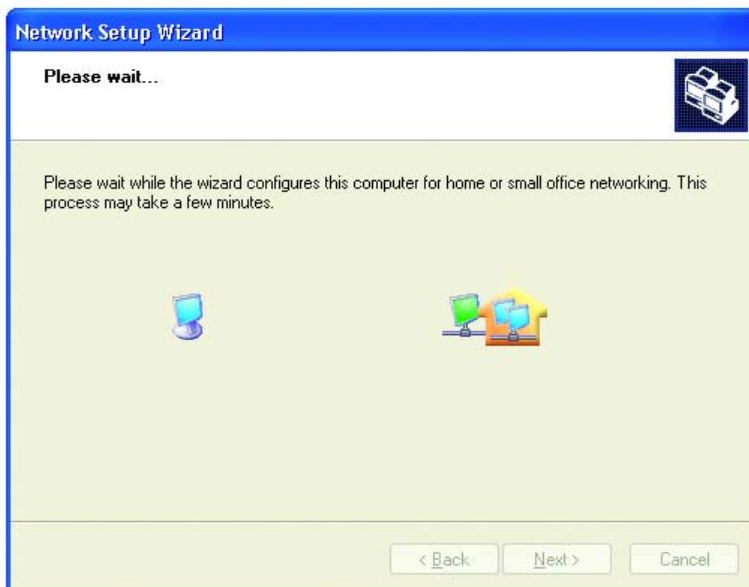 Network Setup Wizard
Please wait...
Please wait while the wizard configures this computer for home or small office networking. This
process may take a few minutes.
< Back Next > Cancel